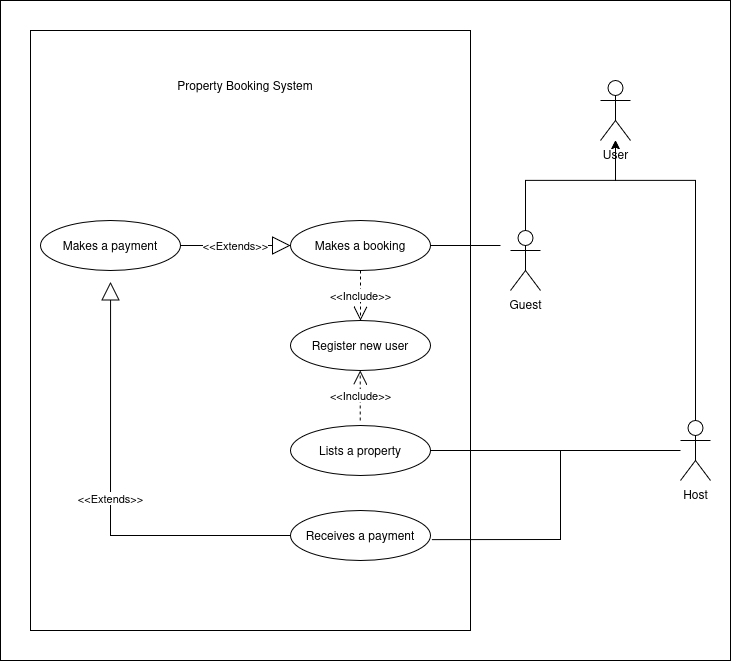 Property Booking System
User
Makes a payment
<<Extends>>
Makes a booking
Guest
<<Include>>
Register new user
<<Include>>
Lists a property
Host
<<Extends>>
Receives a payment